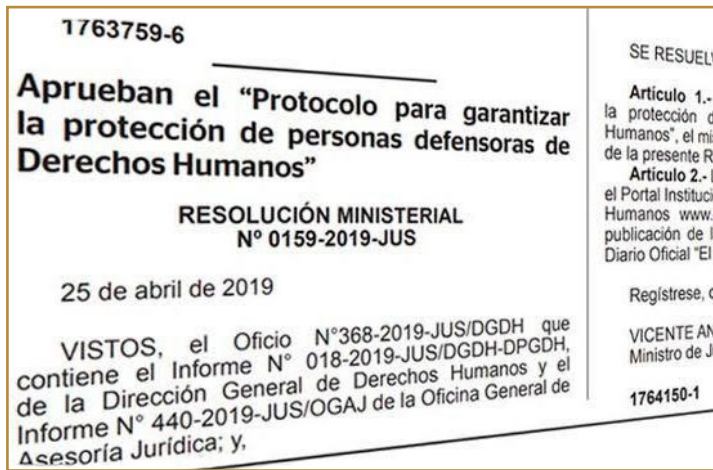 1763759-6
Aprueban el “Protocolo para garantizar
la protección de personas defensoras de
Derechos Humanos”
RESOLUCIÓN MINISTERIAL
Nº 0159-2019-JUS
25 de abril de 2019
VISTOS, el Oficio N°368-2019-JUS/DGDH que
contiene el Informe N° 018-2019-JUS/DGDH-DPGDH,
de la Dirección General de Derechos Humanos y el
Informe N° 440-2019-JUS/OGAJ de la Oficina General de
Asesoría Jurídica; y,
SE
Artículo 1.-
la protección
Humanos”, el
de la presente
Artículo 2.-
el Portal
Humanos www.
publicación de
Diario Oficial “El
Regístrese,
VICENTE
Ministro de
1764150-1